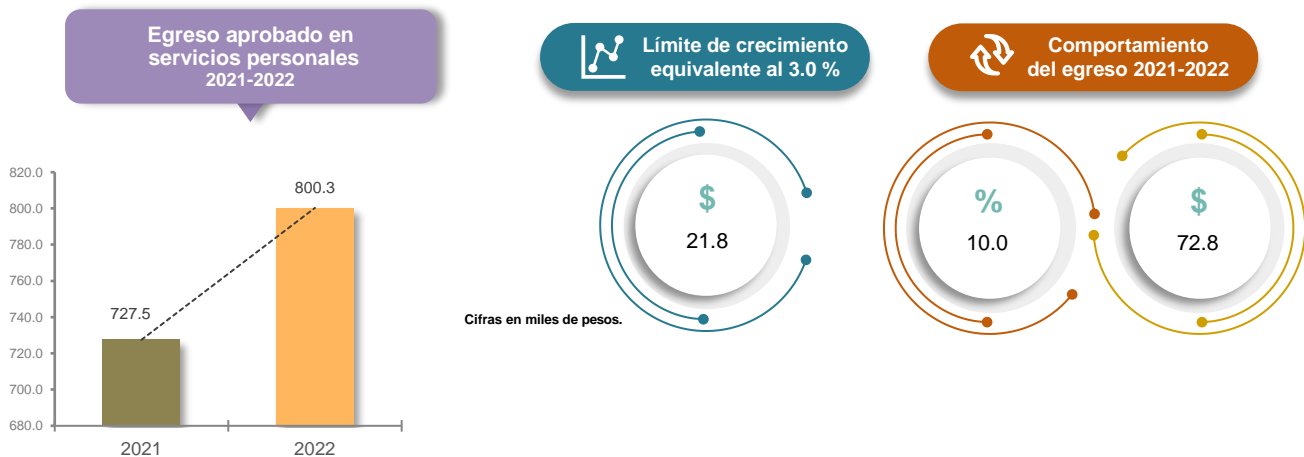 Egreso aprobado en
servicios personales
2021-2022
Límite de crecimiento
equivalente al 3.0 %
Comportamiento
del egreso 2021-2022
820.0
800.0
780.0
760.0
740.0
720.0
700.0
680.0
727.5
800.3
2021
2022
$
21.8
%
10.0
$
72.8
Cifras en miles de pesos.